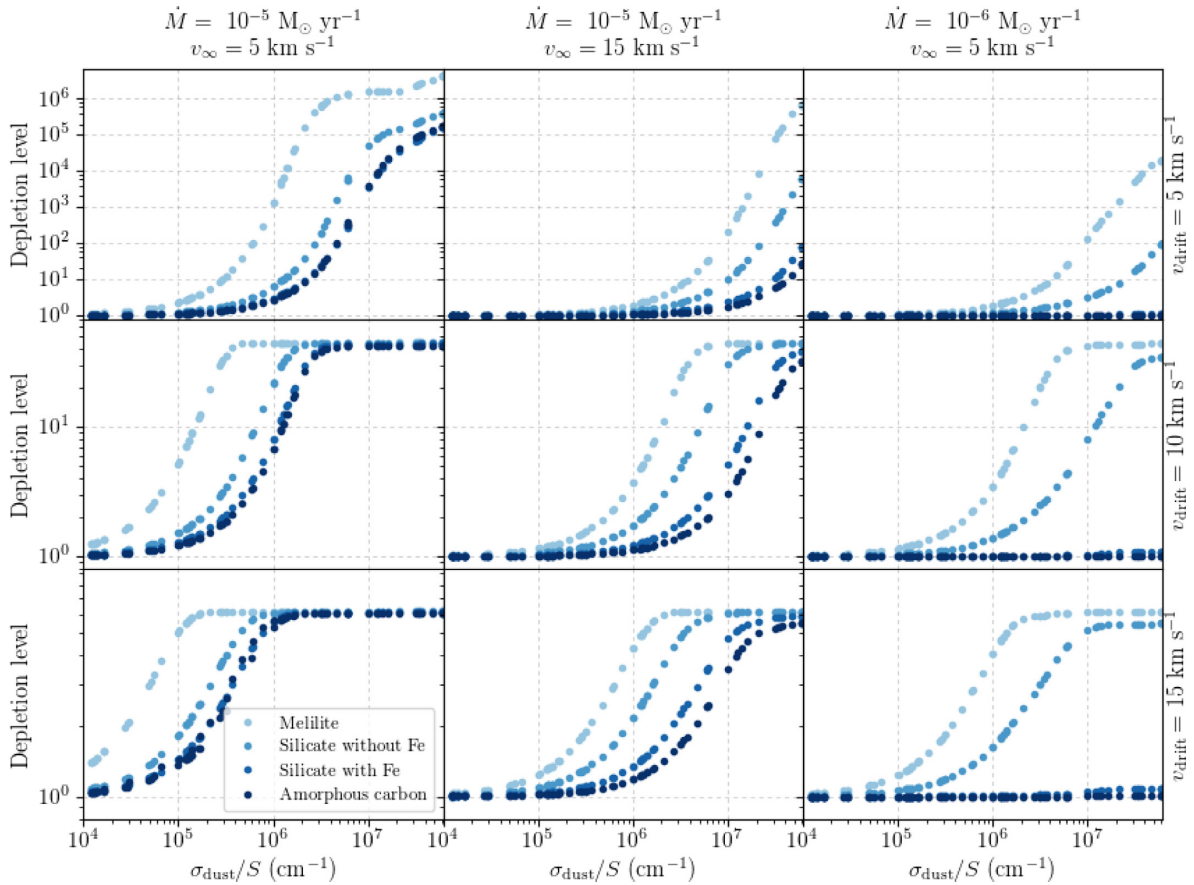 Ṁ = 10⁻⁵ M⊙ yr⁻¹
v∞ = 5 km s⁻¹
Ṁ = 10⁻⁵ M⊙ yr⁻¹
v∞ = 15 km s⁻¹
Ṁ = 10⁻⁶ M⊙ yr⁻¹
v∞ = 5 km s⁻¹
Depletion level
10⁶
10⁵
10⁴
10³
10²
10¹
10⁰
v_drift = 5 km s⁻¹
Depletion level
10¹
10⁰
v_drift = 10 km s⁻¹
Depletion level
10⁰
v_drift = 15 km s⁻¹
Melilite
Silicate without Fe
Silicate with Fe
Amorphous carbon
10⁴ 10⁵ 10⁶ 10⁷ 10⁴ 10⁵ 10⁶ 10⁷ 10⁴ 10⁵ 10⁶ 10⁷
σ_dust/S (cm⁻¹) σ_dust/S (cm⁻¹) σ_dust/S (cm⁻¹)